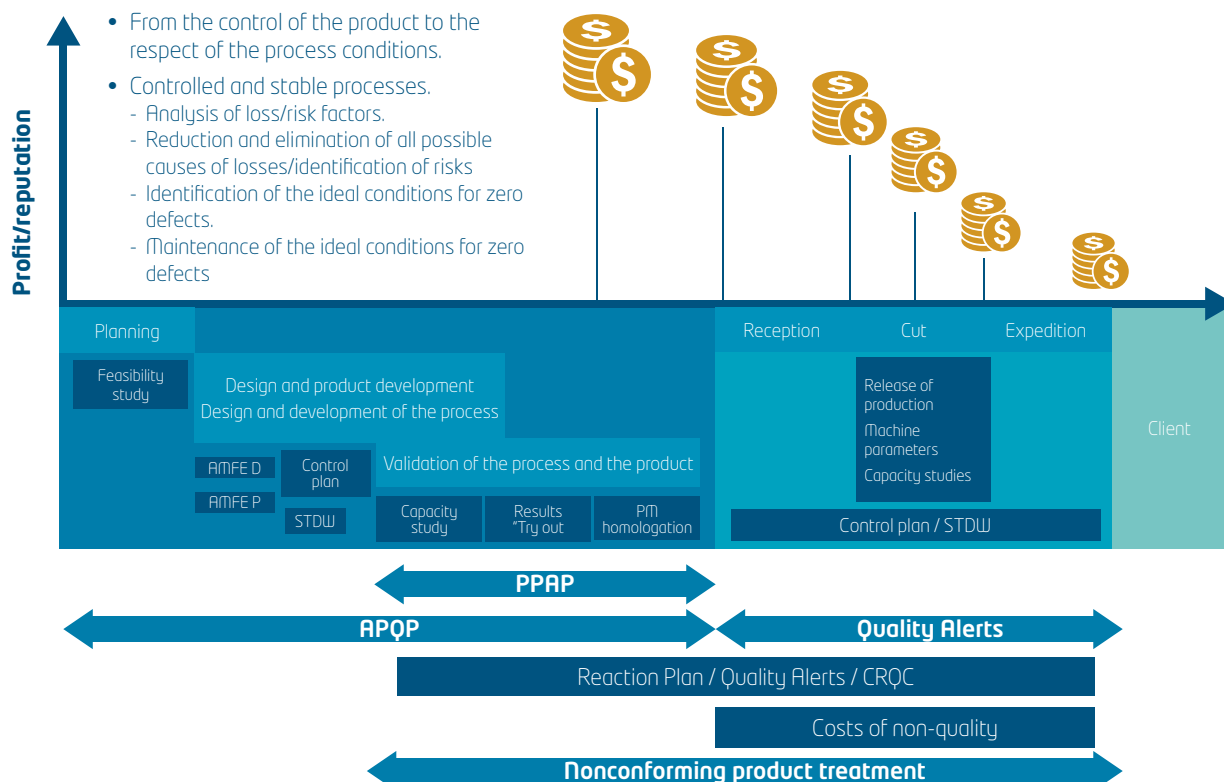 • From the control of the product to the
respect of the process conditions.
• Controlled and stable processes.
- Analysis of loss/risk factors.
- Reduction and elimination of all possible
causes of losses/identification of risks
- Identification of the ideal conditions for zero
defects.
- Maintenance of the ideal conditions for zero
defects
Profit/reputation
$ $
$ $
$ $
$ $
$ $
$ $
Planning
Feasibility
study
Design and product development
Design and development of the process
AMFE D
AMFE P
Control
plan
STDW
Validation of the process and the product
Capacity
study
Results
"Try out
PM
homologation
Reception
Cut
Expedition
Release of
production
Machine
parameters
Capacity studies
Control plan / STDW
Client
PPAP
APQP
Quality Alerts
Reaction Plan / Quality Alerts / CRQC
Costs of non-quality
Nonconforming product treatment